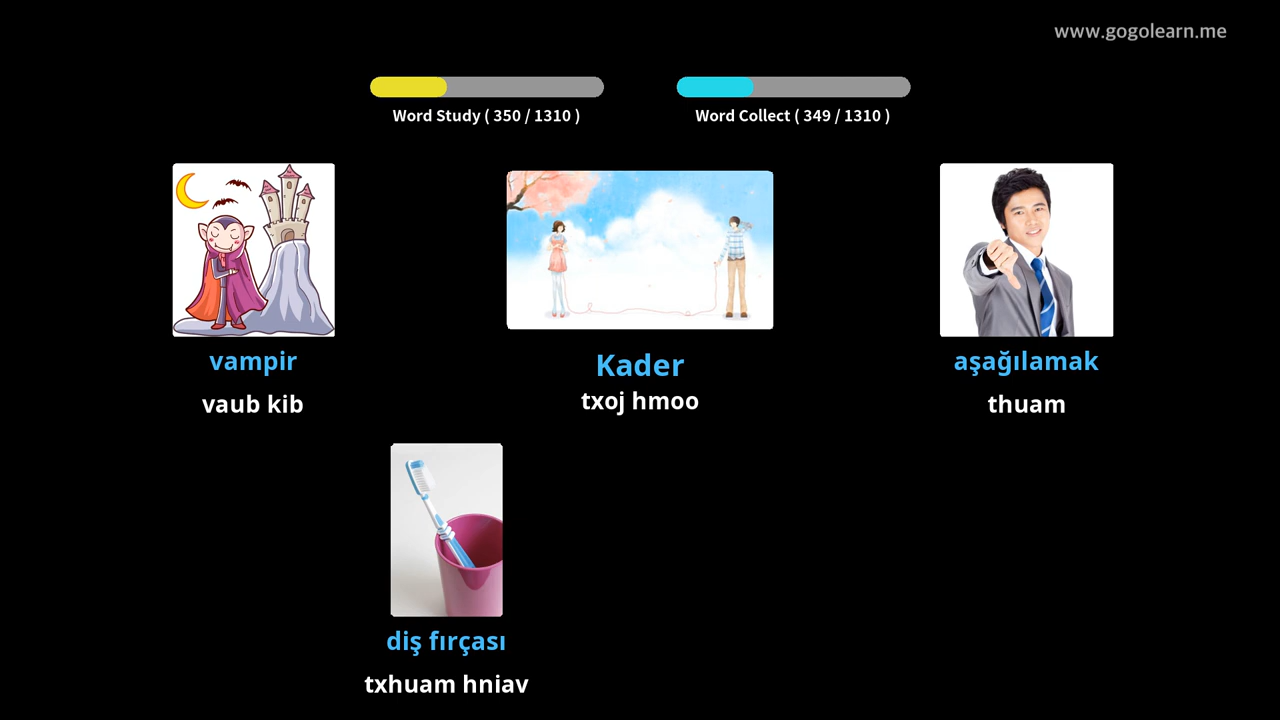 www.gogolearn.me
Word Study ( 350 / 1310 )
Word Collect ( 349 / 1310 )
vampir
vaub kib
Kader
txoj hmoo
aşağılamak
thuam
diş fırçası
txhuam hniav